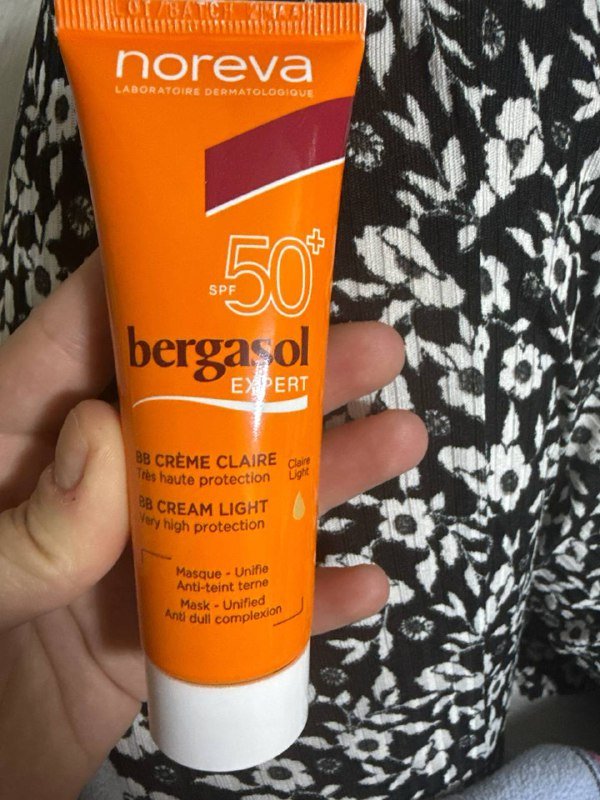 noreva
LABORATOIRE DERMATOLOGIQUE
SPF 50+
bergasol
EXPERT
BB CRÈME CLAIRE
Très haute protection
Claire
Light
BB CREAM LIGHT
Very high protection
Masque - Unifie
Anti-teint terne
Mask - Unified
Anti dull complexion